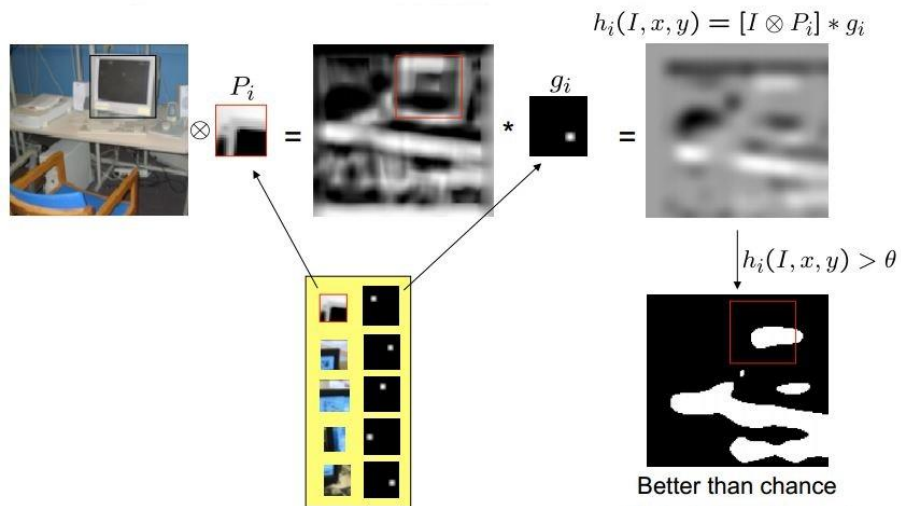 h_i(I, x, y) = [I ⊗ P_i] ∗ g_i
P_i
g_i
⊗
=
*
=
h_i(I, x, y) > θ
Better than chance